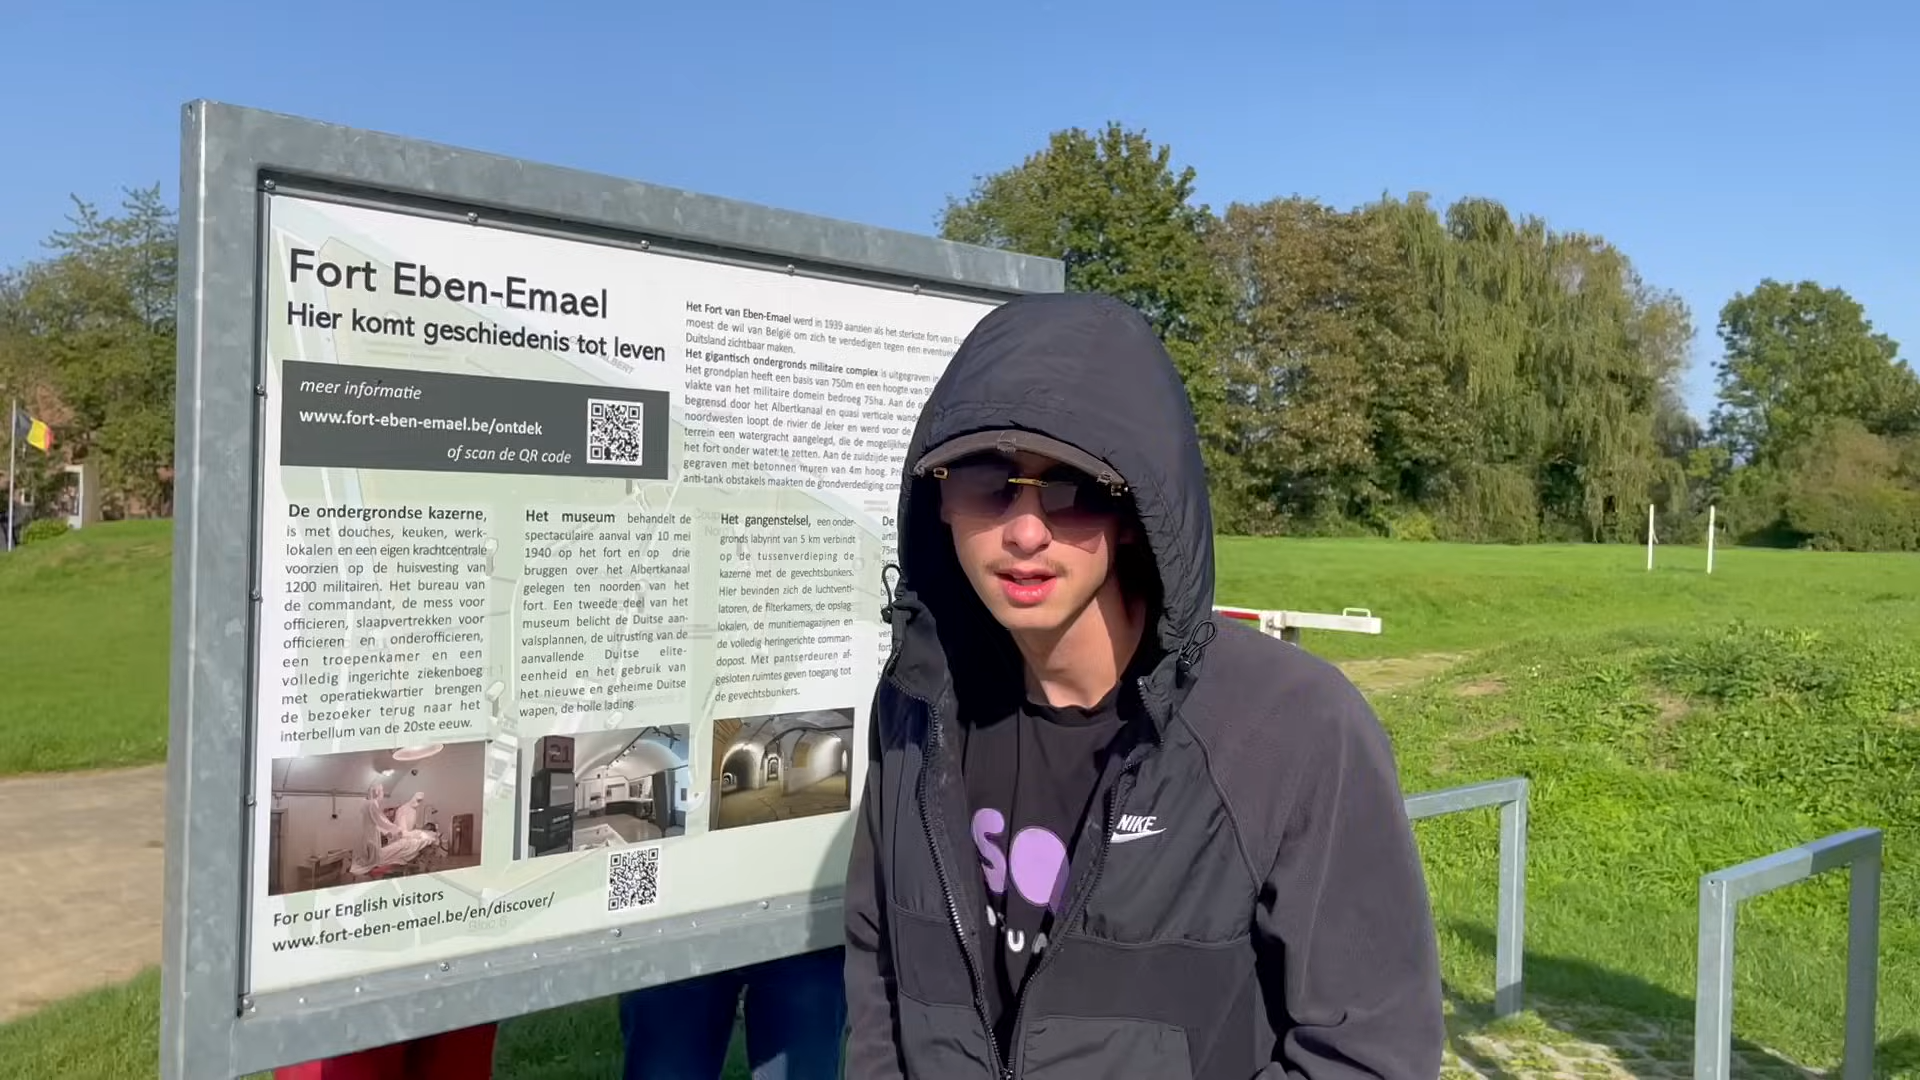 Fort Eben-Emael
Hier komt geschiedenis tot leven
meer informatie
www.fort-eben-emael.be/ontdek
of scan de QR code
Het Fort van Eben-Emael werd in 1939 aanzien als het sterkste fort van
moest de wil van België om zich te verdedigen tegen een eventuele
Duitsland zichtbaar maken.
Het gigantisch ondergronds militaire complex is uitgegraven in
Het grondplan heeft een basis van 750m en een hoogte van
vlakte van het militaire domein bedroeg 75ha. Aan de
begrensd door het Albertkanaal en quasi verticale
noordwesten loopt de rivier de Jeker en werd voor de
terrein een watergracht aangelegd, die de
het fort onder water te zetten. Aan de zuidzijde
gegraven met betonnen muren van 4m hoog.
anti-tank obstakels maakten de grondverdediging
De ondergrondse kazerne,
is met douches, keuken, werk-
lokalen en een eigen krachtcentrale
voorzien op de huisvesting van
1200 militairen. Het bureau van
de commandant, de mess voor
officieren, slaapvertrekken voor
officieren en onderofficieren,
een troepenkamer en een
volledig ingerichte ziekenboeg
met operatiekwartier brengen
de bezoeker terug naar het
interbellum van de 20ste eeuw.
Het museum behandelt de
spectaculaire aanval van 10 mei
1940 op het fort en op drie
bruggen over het Albertkanaal
gelegen ten noorden van het
fort. Een tweede deel van het
museum belicht de Duitse aan-
valsplannen, de uitrusting van de
aanvallende Duitse elite-
eenheid en het gebruik van
het nieuwe en geheime Duitse
wapen, de holle lading.
Het gangenstelsel, een onder-
gronds labyrint van 5 km verbindt
op de tussenverdieping de
kazerne met de gevechtsbunkers.
Hier bevinden zich de luchtventi-
latoren, de filterkamers, de opslag
lokalen, de munitiemagazijnen en
de volledig heringerichte comman-
dopost. Met pantserdeuren af-
gesloten ruimtes geven toegang tot
de gevechtsbunkers.
De
21
For our English visitors
www.fort-eben-emael.be/en/discover/
NIKE
SO